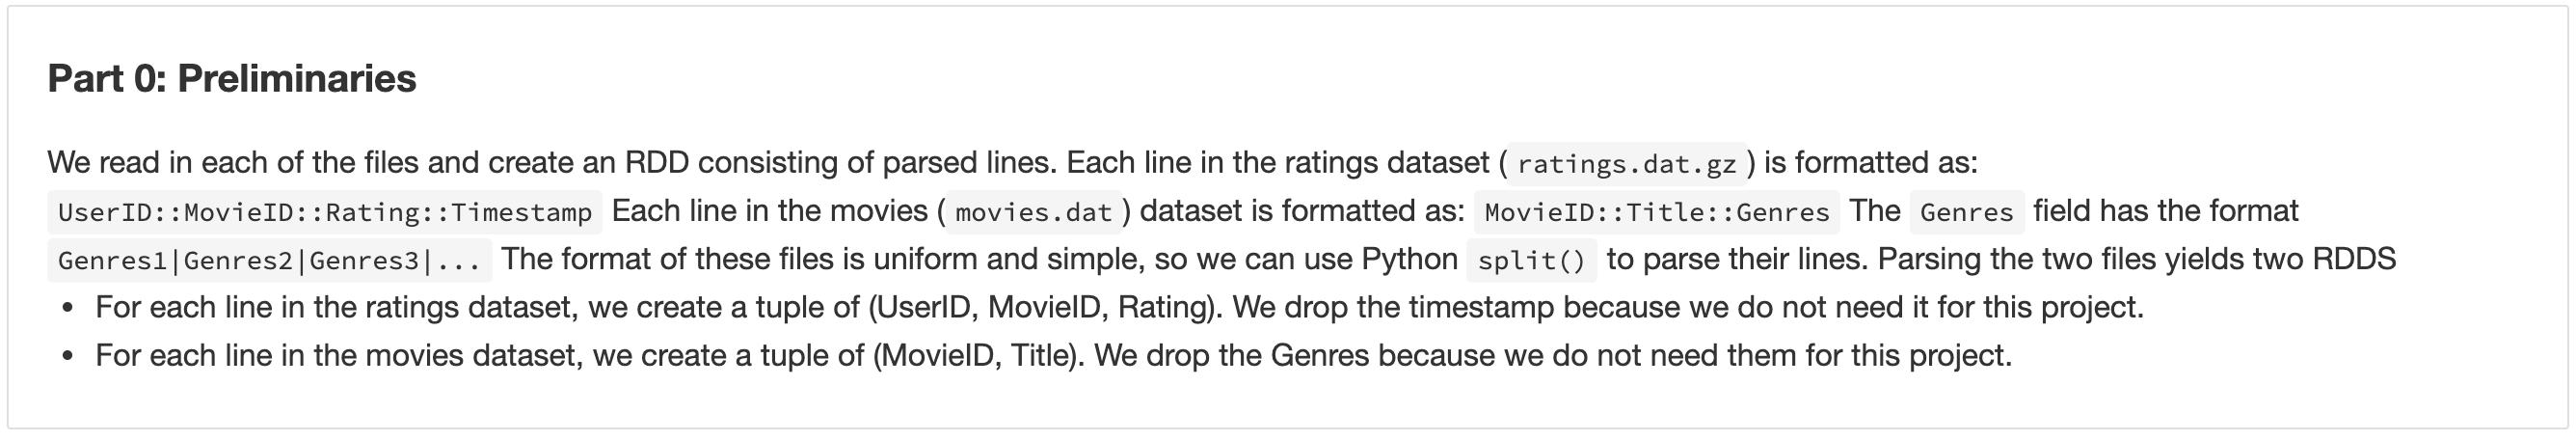 Part 0: Preliminaries
We read in each of the files and create an RDD consisting of parsed lines. Each line in the ratings dataset ( ratings.dat.gz ) is formatted as:
UserID::MovieID::Rating::Timestamp Each line in the movies ( movies.dat ) dataset is formatted as: MovieID::Title::Genres The Genres field has the format
Genres1|Genres2|Genres3|... The format of these files is uniform and simple, so we can use Python split() to parse their lines. Parsing the two files yields two RDDS
• For each line in the ratings dataset, we create a tuple of (UserID, MovieID, Rating). We drop the timestamp because we do not need it for this project.
• For each line in the movies dataset, we create a tuple of (MovieID, Title). We drop the Genres because we do not need them for this project.